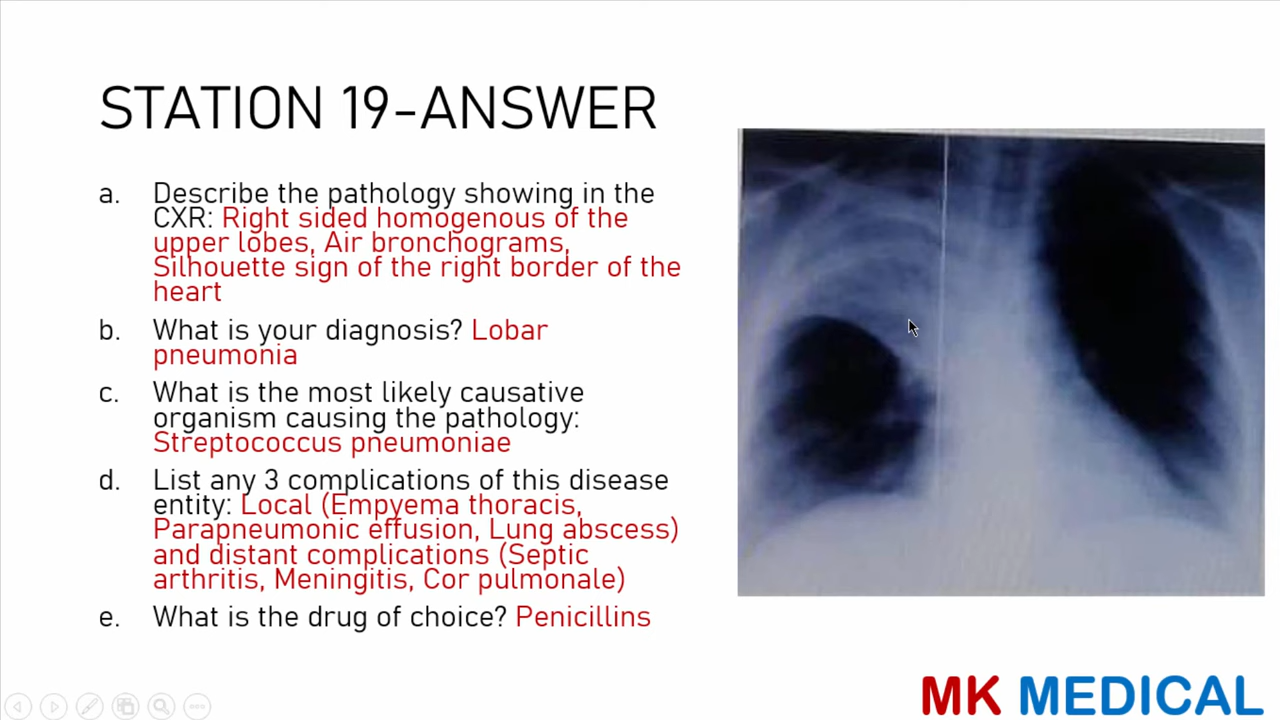 STATION 19-ANSWER
a. Describe the pathology showing in the
CXR: Right sided homogenous of the
upper lobes, Air bronchograms,
Silhouette sign of the right border of the
heart
b. What is your diagnosis? Lobar
pneumonia
c. What is the most likely causative
organism causing the pathology:
Streptococcus pneumoniae
d. List any 3 complications of this disease
entity: Local (Empyema thoracis,
Parapneumonic effusion, Lung abscess)
and distant complications (Septic
arthritis, Meningitis, Cor pulmonale)
e. What is the drug of choice? Penicillins
MK MEDICAL